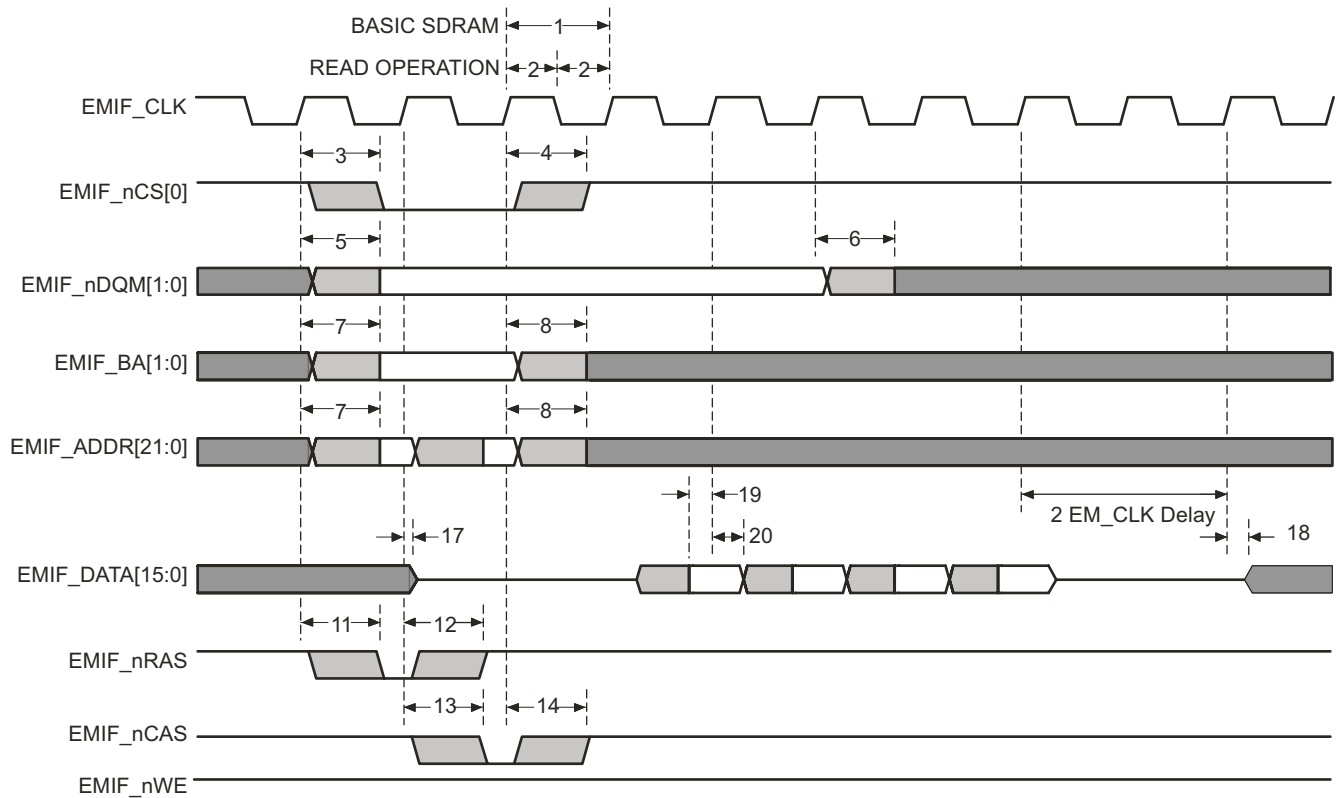 BASIC SDRAM 1
READ OPERATION 2 2
EMIF_CLK
3 4
EMIF_nCS[0]
5 6
EMIF_nDQM[1:0]
7 8
EMIF_BA[1:0]
7 8
EMIF_ADDR[21:0]
19
2 EM_CLK Delay
17 20 18
EMIF_DATA[15:0]
11 12
EMIF_nRAS
13 14
EMIF_nCAS
EMIF_nWE